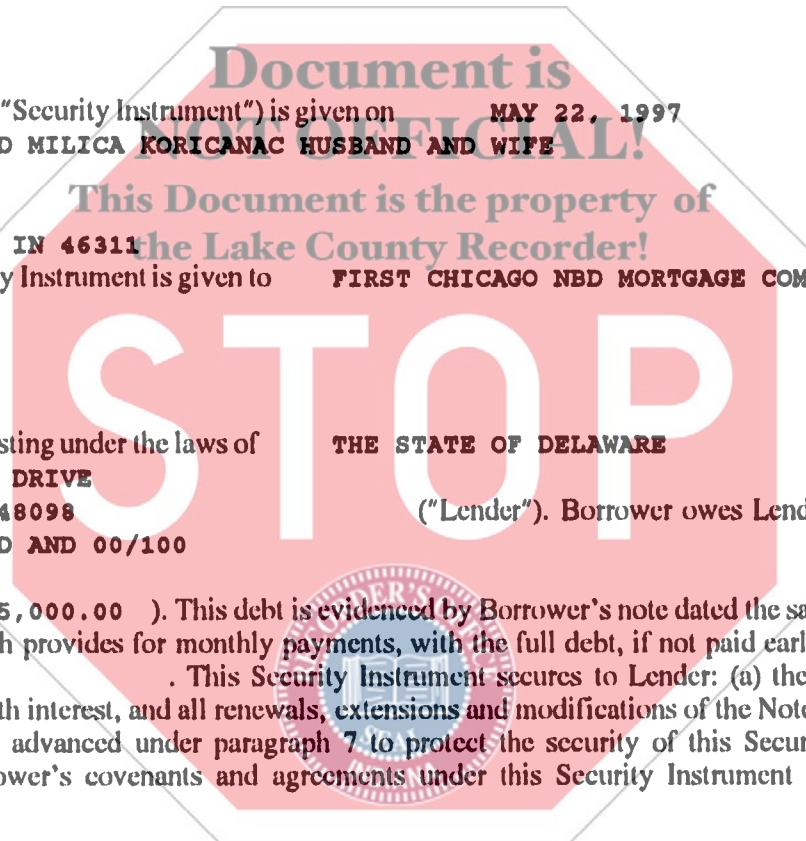 Document is
"Security Instrument") is given on MAY 22, 1997
NOT OFFICIAL!
D MILICA KORICANAC HUSBAND AND WIFE
This Document is the property of
IN 46311
the Lake County Recorder!
y Instrument is given to FIRST CHICAGO NBD MORTGAGE COM
STOP
sting under the laws of THE STATE OF DELAWARE
DRIVE
48098 ("Lender"). Borrower owes Lend
D AND 00/100
5,000.00 ). This debt is evidenced by Borrower's note dated the sa
h provides for monthly payments, with the full debt, if not paid earl
. This Security Instrument secures to Lender: (a) the
th interest, and all renewals, extensions and modifications of the Note
advanced under paragraph 7 to protect the security of this Secur
ower's covenants and agreements under this Security Instrument
RECORDER'S
SEAL
INDIANA